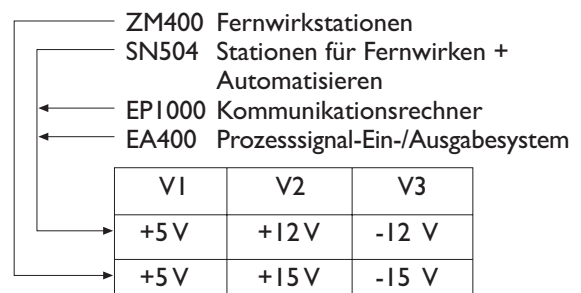 ZM400 Fernwirkstationen
SN504 Stationen für Fernwirken +
Automatisieren
EP1000 Kommunikationsrechner
EA400 Prozesssignal-Ein-/Ausgabesystem
V1 V2 V3
+5 V +12 V -12 V
+5 V +15 V -15 V